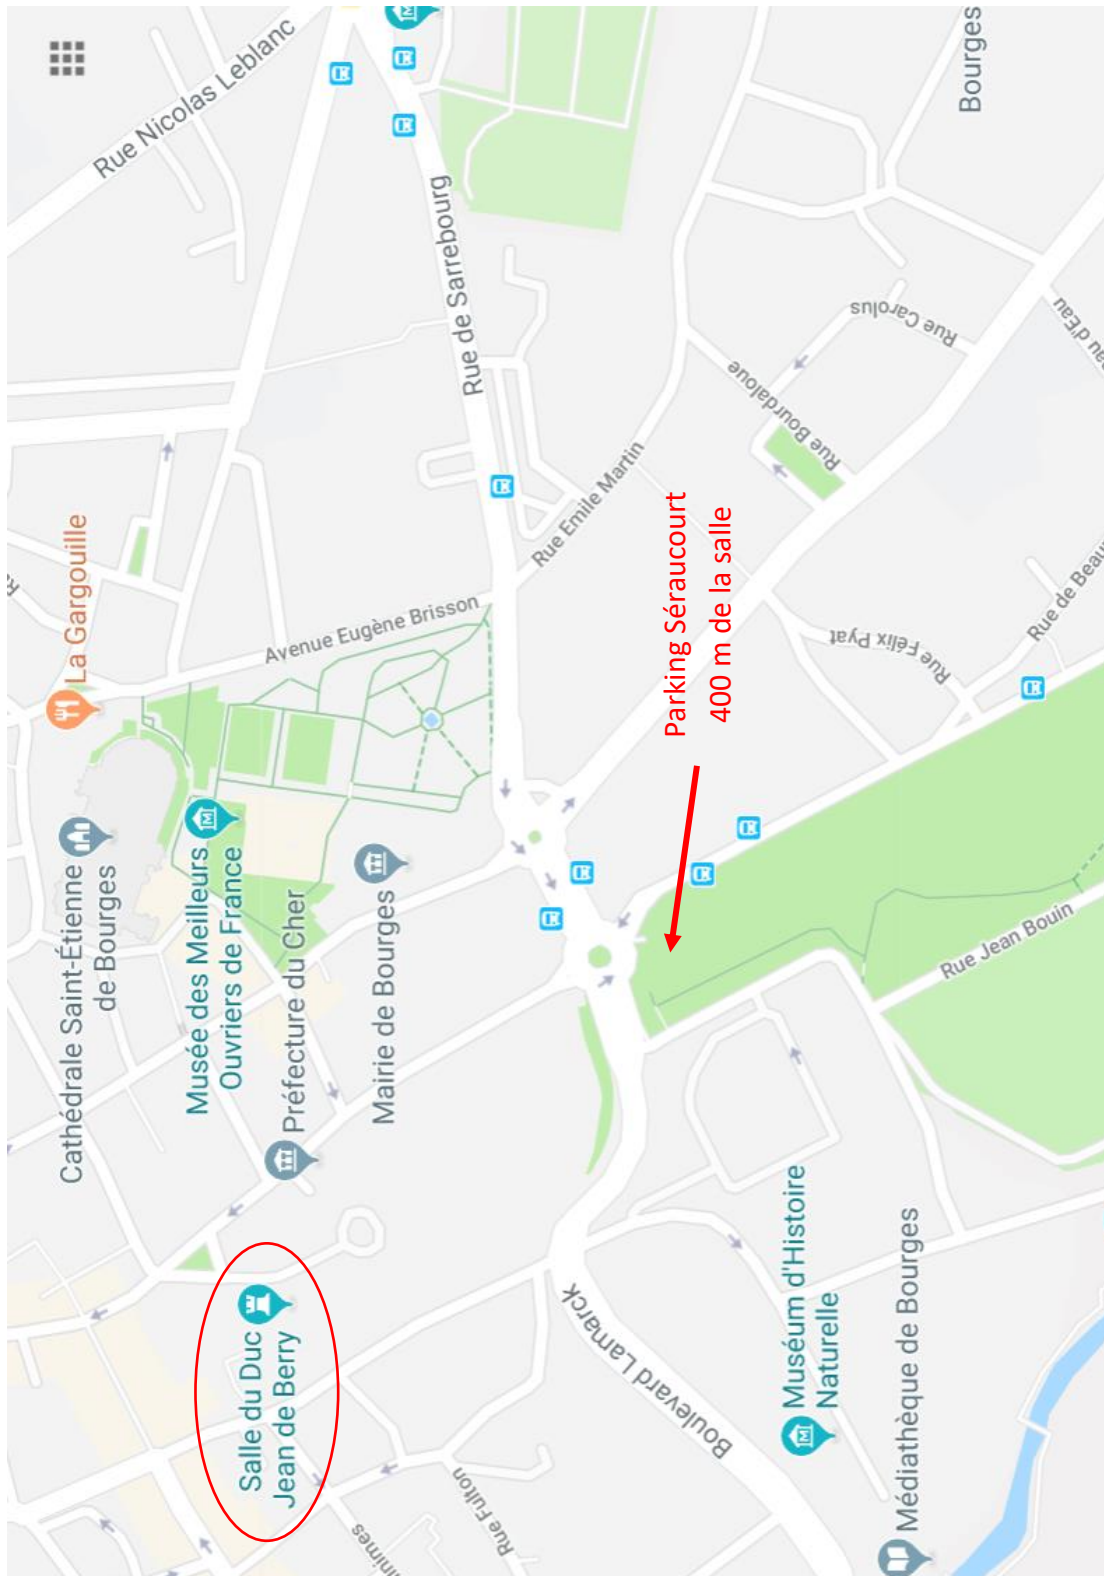 Rue Nicolas Leblanc
Bourges
Rue de Sarrebourg
Rue Carolus
eau d'Eau
Rue Bourdaloue
La Gargouille
Rue Emile Martin
Avenue Eugène Brisson
Parking Séraucourt
400 m de la salle
Rue Félix Pyat
Rue de Beau
Cathédrale Saint-Étienne
de Bourges
Musée des Meilleurs
Ouvriers de France
Préfecture du Cher
Mairie de Bourges
Rue Jean Bouin
Salle du Duc
Jean de Berry
Boulevard Lamarck
Muséum d'Histoire
Naturelle
Médiathèque de Bourges
Rue Fulton
inimes